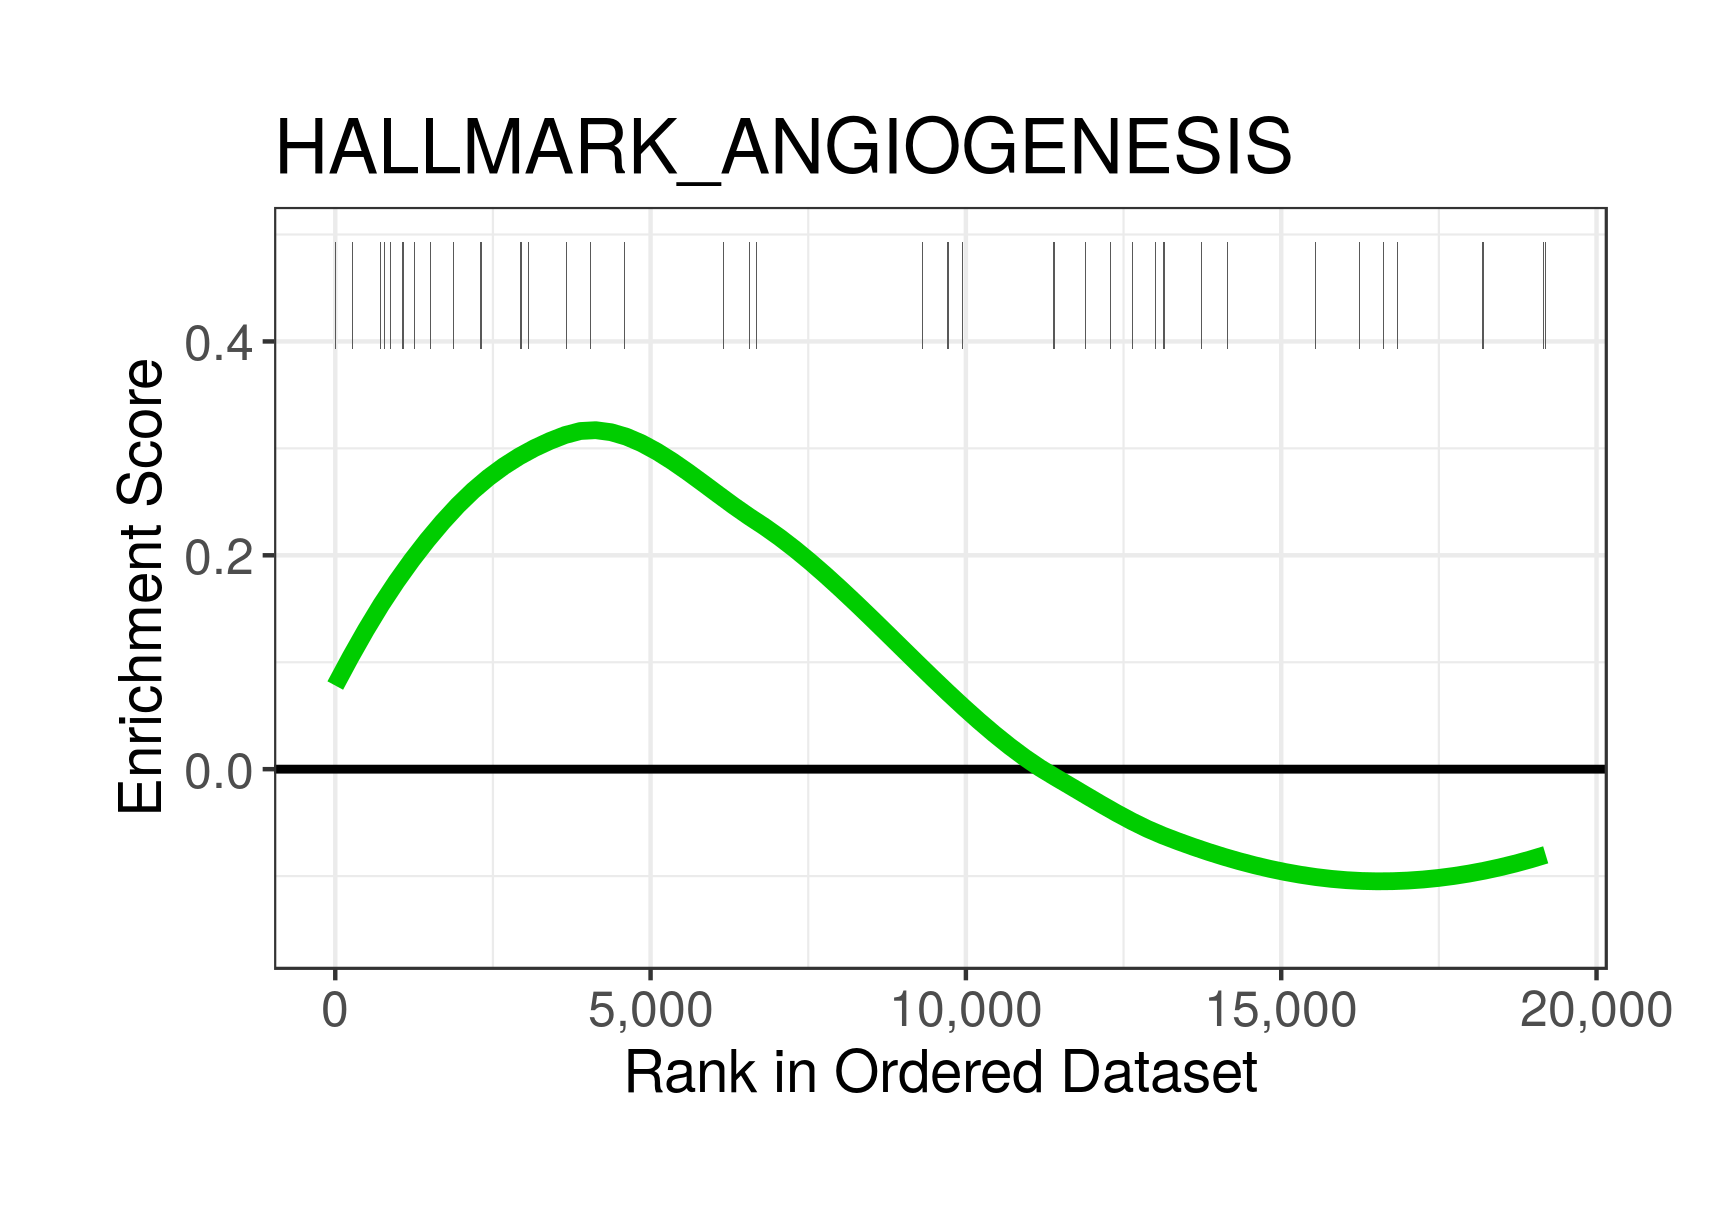 HALLMARK_ANGIOGENESIS
Enrichment Score
0.4
0.2
0.0
0 5,000 10,000 15,000 20,000
Rank in Ordered Dataset